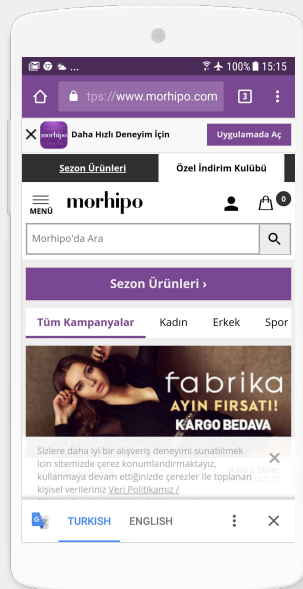 ... 100% 15:15
tps://www.morhipo.com 3
morhipo Daha Hızlı Deneyim İçin Uygulamada Aç
Sezon Ürünleri Özel İndirim Kulübü
MENÜ morhipo 0
Morhipo'da Ara
Sezon Ürünleri ›
Tüm Kampanyalar Kadın Erkek Spor
fabrika
AYIN FIRSATI!
KARGO BEDAVA
Sizlere daha iyi bir alışveriş deneyimi sunabilmek
icin sitemizde çerez konumlandırmaktayız,
kullanmaya devam ettiğinizde çerezler ile toplanan
kişisel verileriniz Veri Politikamız /
Kalan Süre:
TURKISH ENGLISH